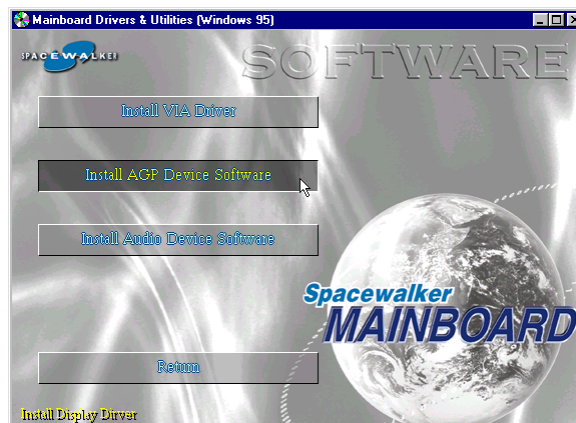 Mainboard Drivers & Utilities (Windows 95)
SPACEWALKER
SOFTWARE
Install VIA Driver
Install AGP Device Software
Install Audio Device Software
Spacewalker
MAINBOARD
Return
Install Display Dirver